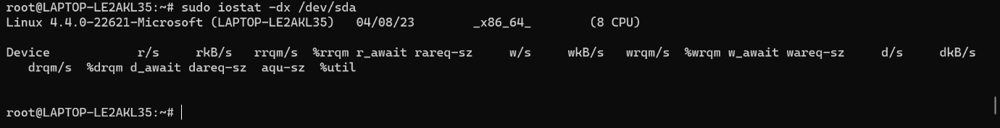 root@LAPTOP-LE2AKL35:~# sudo iostat -dx /dev/sda
Linux 4.4.0-22621-Microsoft (LAPTOP-LE2AKL35)   04/08/23        _x86_64_        (8 CPU)
Device            r/s     rkB/s   rrqm/s  %rrqm r_await rareq-sz     w/s     wkB/s   wrqm/s  %wrqm w_await wareq-sz     d/s     dkB/s
   drqm/s  %drqm d_await dareq-sz  aqu-sz  %util
root@LAPTOP-LE2AKL35:~#